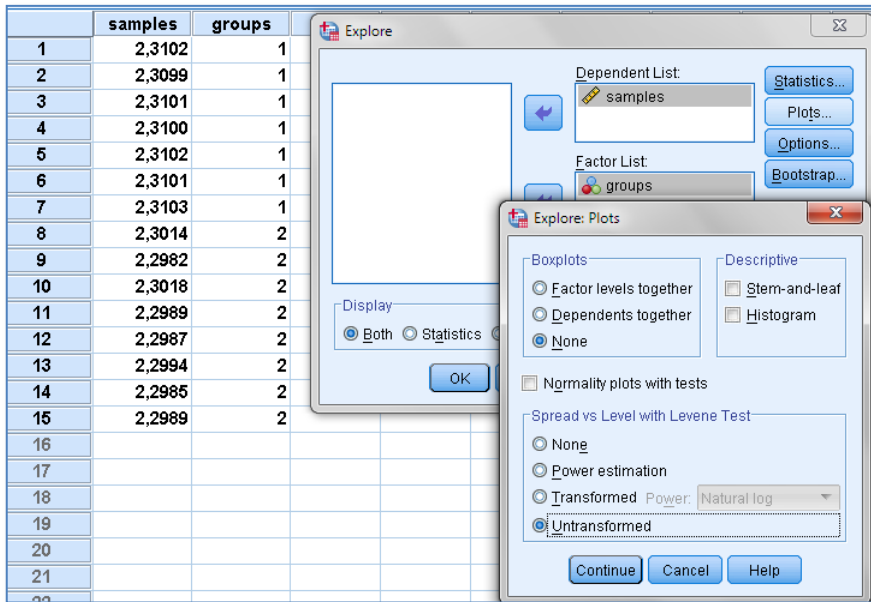 samples groups
1 2,3102 1
2 2,3099 1
3 2,3101 1
4 2,3100 1
5 2,3102 1
6 2,3101 1
7 2,3103 1
8 2,3014 2
9 2,2982 2
10 2,3018 2
11 2,2989 2
12 2,2987 2
13 2,2994 2
14 2,2985 2
15 2,2989 2
16
17
18
19
20
21
22
Explore
Dependent List:
samples
Factor List:
groups
Statistics...
Plots...
Options...
Bootstrap...
Display
Both Statistics
OK
Explore: Plots
Boxplots
Factor levels together
Dependents together
None
Descriptive
Stem-and-leaf
Histogram
Normality plots with tests
Spread vs Level with Levene Test
None
Power estimation
Transformed Power: Natural log
Untransformed
Continue Cancel Help